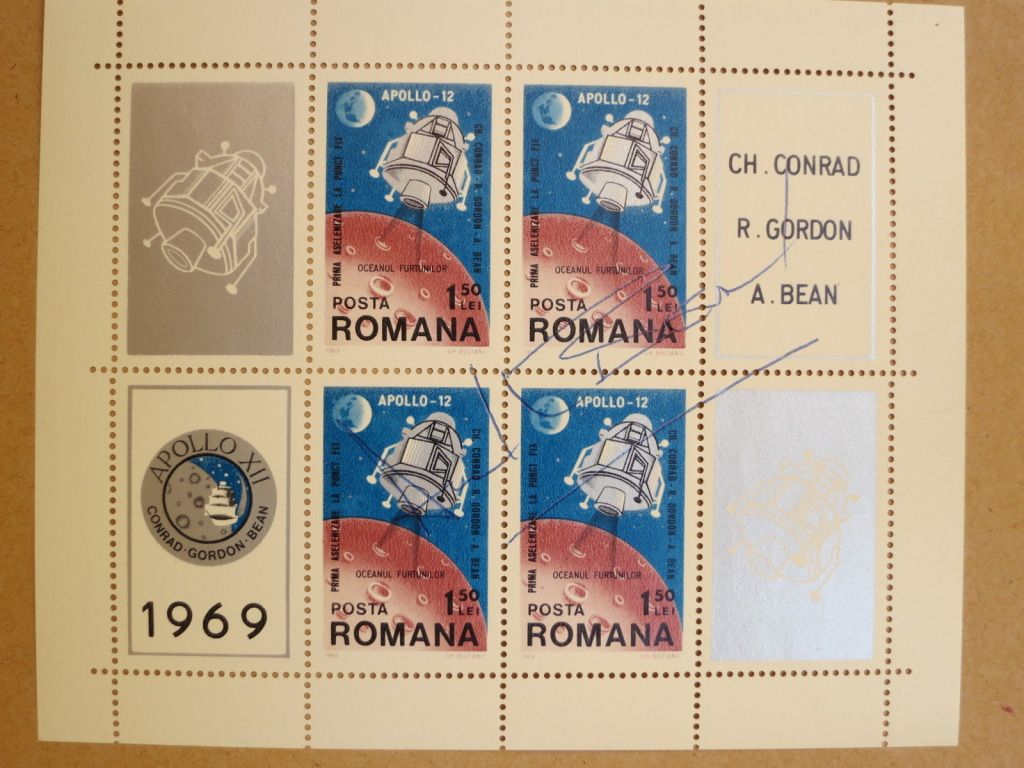 APOLLO-12
PRIMA ASELENIZARE LA PUNCT FIX
CH. CONRAD R. GORDON A. BEAN
OCEANUL FURTUNILOR
POSTA
1 50 LEI
ROMANA
1969
APOLLO-12
PRIMA ASELENIZARE LA PUNCT FIX
CH. CONRAD R. GORDON A. BEAN
OCEANUL FURTUNILOR
POSTA
1 50 LEI
ROMANA
CH. CONRAD
R. GORDON
A. BEAN
APOLLO XII
CONRAD-GORDON-BEAN
1969
APOLLO-12
PRIMA ASELENIZARE LA PUNCT FIX
CH. CONRAD R. GORDON A. BEAN
OCEANUL FURTUNILOR
POSTA
1 50 LEI
ROMANA
APOLLO-12
PRIMA ASELENIZARE LA PUNCT FIX
CH. CONRAD R. GORDON A. BEAN
OCEANUL FURTUNILOR
POSTA
1 50 LEI
ROMANA